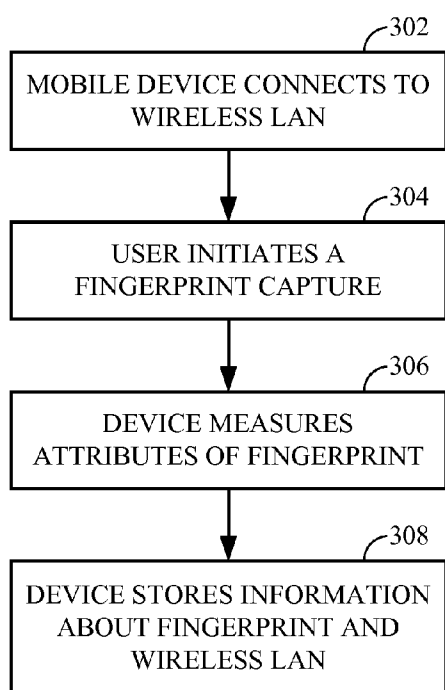 302
MOBILE DEVICE CONNECTS TO
WIRELESS LAN
304
USER INITIATES A
FINGERPRINT CAPTURE
306
DEVICE MEASURES
ATTRIBUTES OF FINGERPRINT
308
DEVICE STORES INFORMATION
ABOUT FINGERPRINT AND
WIRELESS LAN